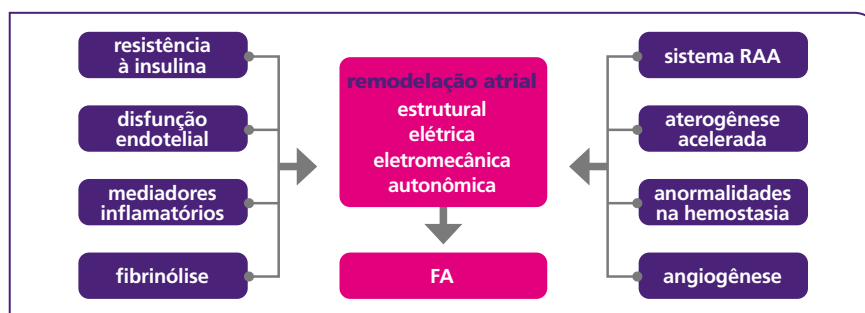 resistência
à insulina
disfunção
endotelial
mediadores
inflamatórios
fibrinólise
remodelação atrial
estrutural
elétrica
eletromecânica
autonômica
FA
sistema RAA
aterogênese
acelerada
anormalidades
na hemostasia
angiogênese